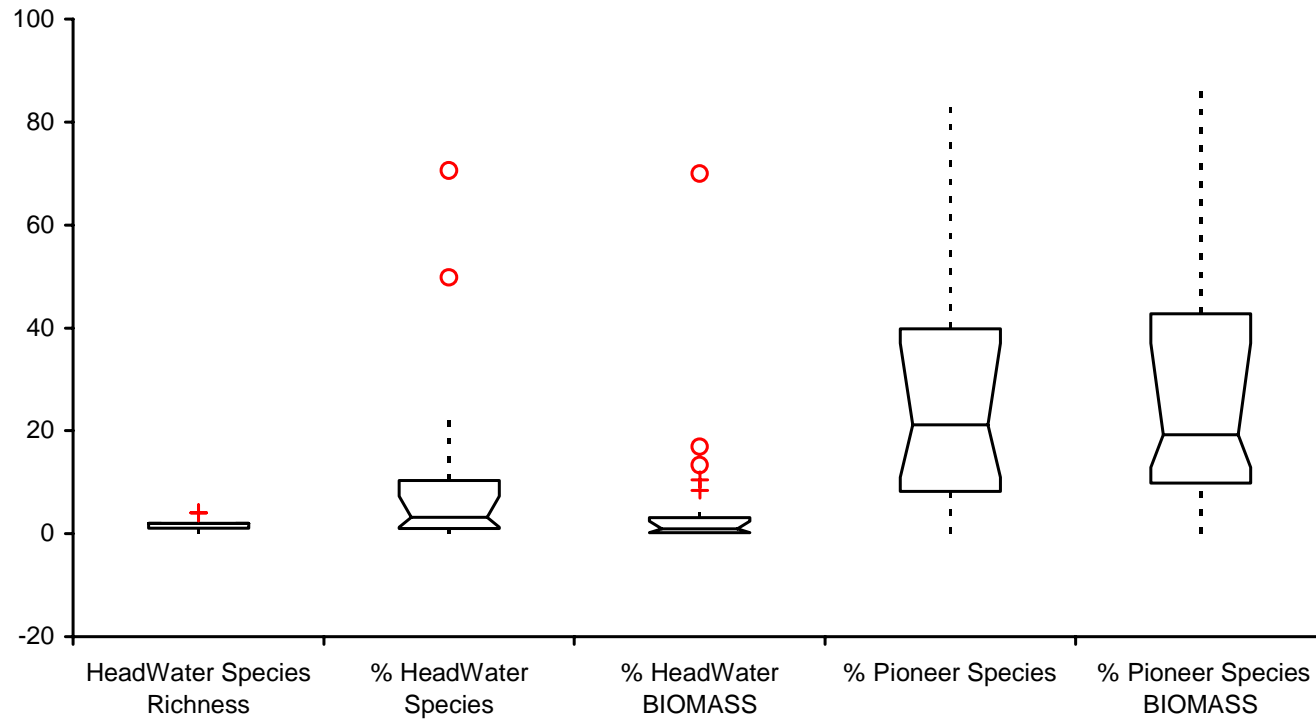 100
80
60
40
20
0
-20
HeadWater Species
Richness
% HeadWater
Species
% HeadWater
BIOMASS
% Pioneer Species
% Pioneer Species
BIOMASS